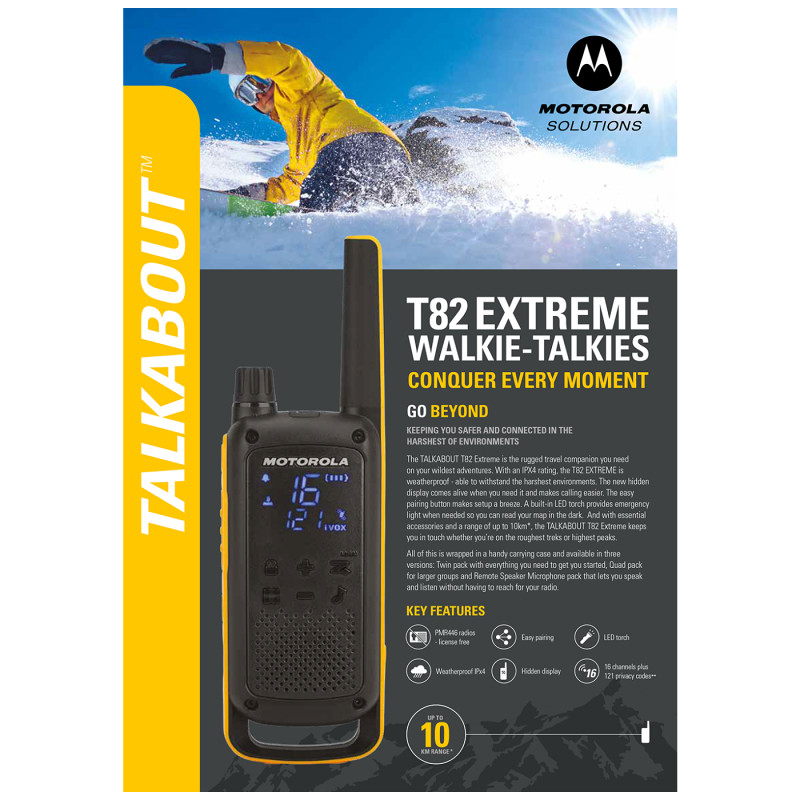 MOTOROLA
SOLUTIONS
TALKABOUT™
T82 EXTREME
WALKIE-TALKIES
CONQUER EVERY MOMENT
GO BEYOND
KEEPING YOU SAFER AND CONNECTED IN THE
HARSHEST OF ENVIRONMENTS
The TALKABOUT T82 Extreme is the rugged travel companion you need
on your wildest adventures. With an IPX4 rating, the T82 EXTREME is
weatherproof - able to withstand the harshest environments. The new hidden
display comes alive when you need it and makes calling easier. The easy
pairing button makes setup a breeze. A built-in LED torch provides emergency
light when needed so you can read your map in the dark.  And with essential
accessories and a range of up to 10km*, the TALKABOUT T82 Extreme keeps
you in touch whether you're on the roughest treks or highest peaks.
All of this is wrapped in a handy carrying case and available in three
versions: Twin pack with everything you need to get you started, Quad pack
for larger groups and Remote Speaker Microphone pack that lets you speak
and listen without having to reach for your radio.
KEY FEATURES
PMR446 radios
- license free
Easy pairing
LED torch
Weatherproof IPx4
Hidden display
16
16 channels plus
121 privacy codes**
UP TO
10
KM RANGE*
MOTOROLA
16
121
iVOX